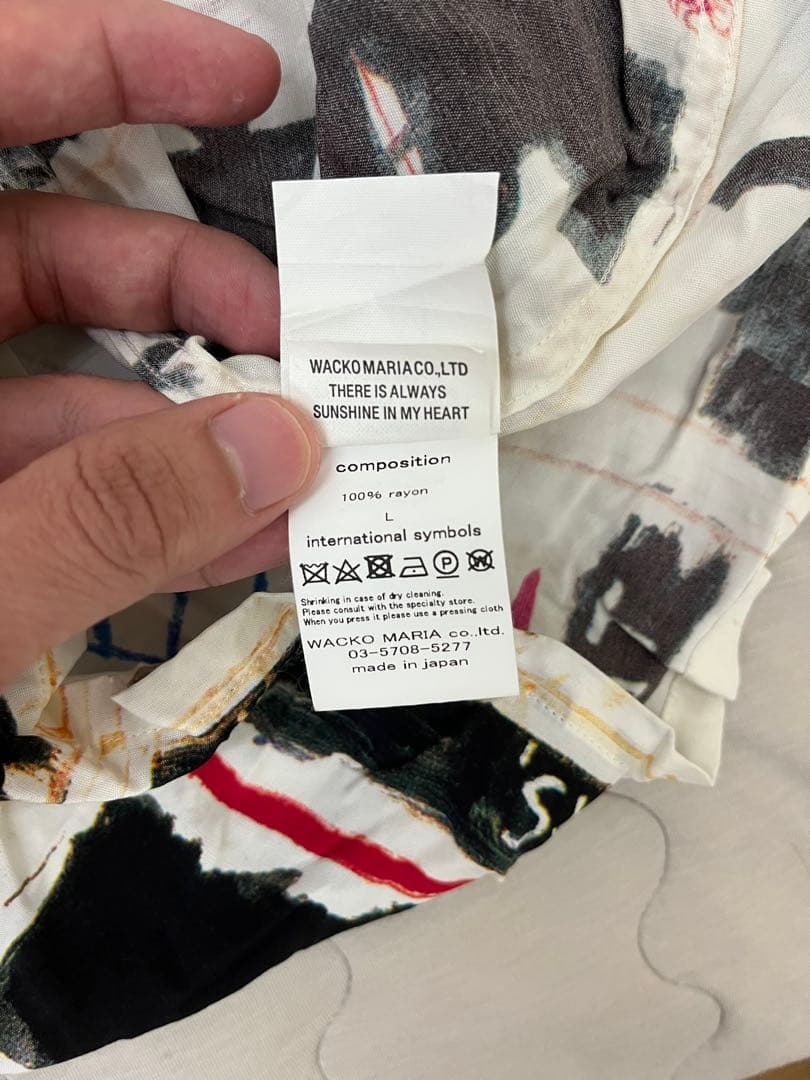 WACKO MARIA CO.,LTD
THERE IS ALWAYS
SUNSHINE IN MY HEART
composition
100% rayon
L
international symbols
P W
Shrinking in case of dry cleaning.
Please consult with the specialty store.
When you press it please use a pressing cloth
WACKO MARIA co.,ltd.
03-5708-5277
made in japan